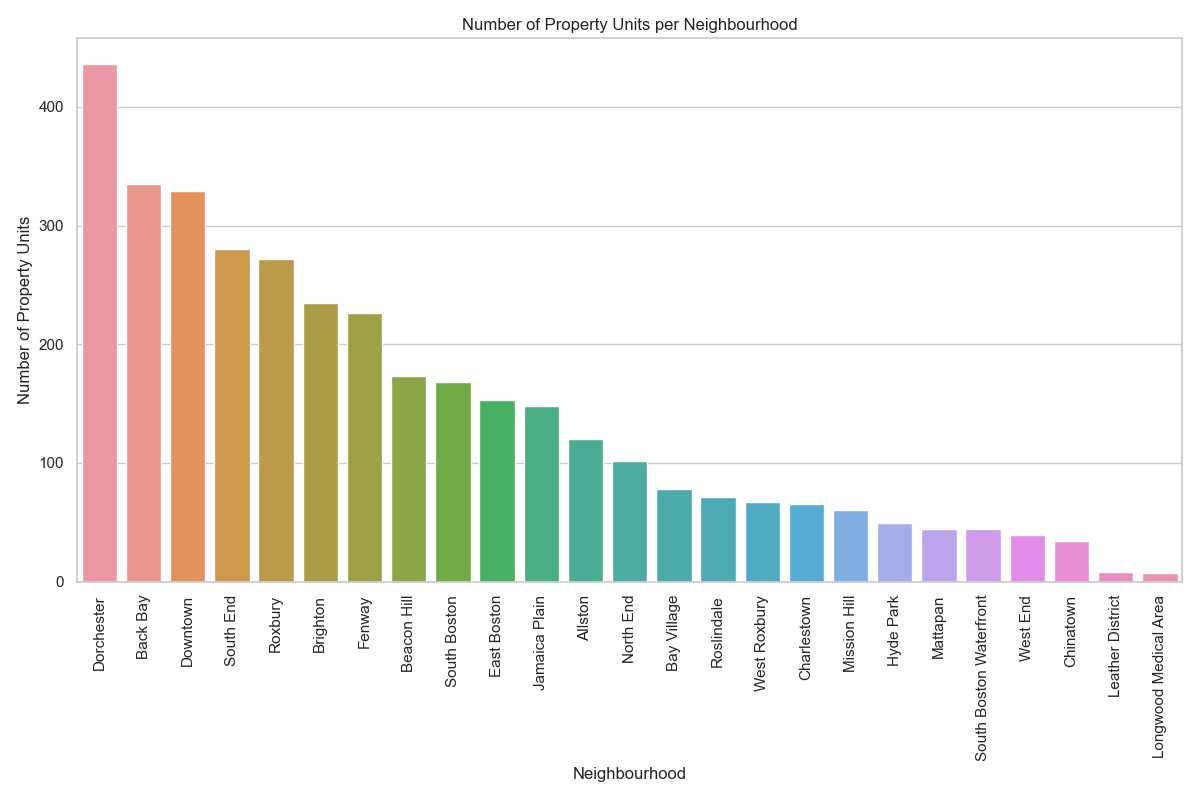 Number of Property Units per Neighbourhood
Number of Property Units
400
300
200
100
0
Dorchester
Back Bay
Downtown
South End
Roxbury
Brighton
Fenway
Beacon Hill
South Boston
East Boston
Jamaica Plain
Allston
North End
Bay Village
Roslindale
West Roxbury
Charlestown
Mission Hill
Hyde Park
Mattapan
South Boston Waterfront
West End
Chinatown
Leather District
Longwood Medical Area
Neighbourhood